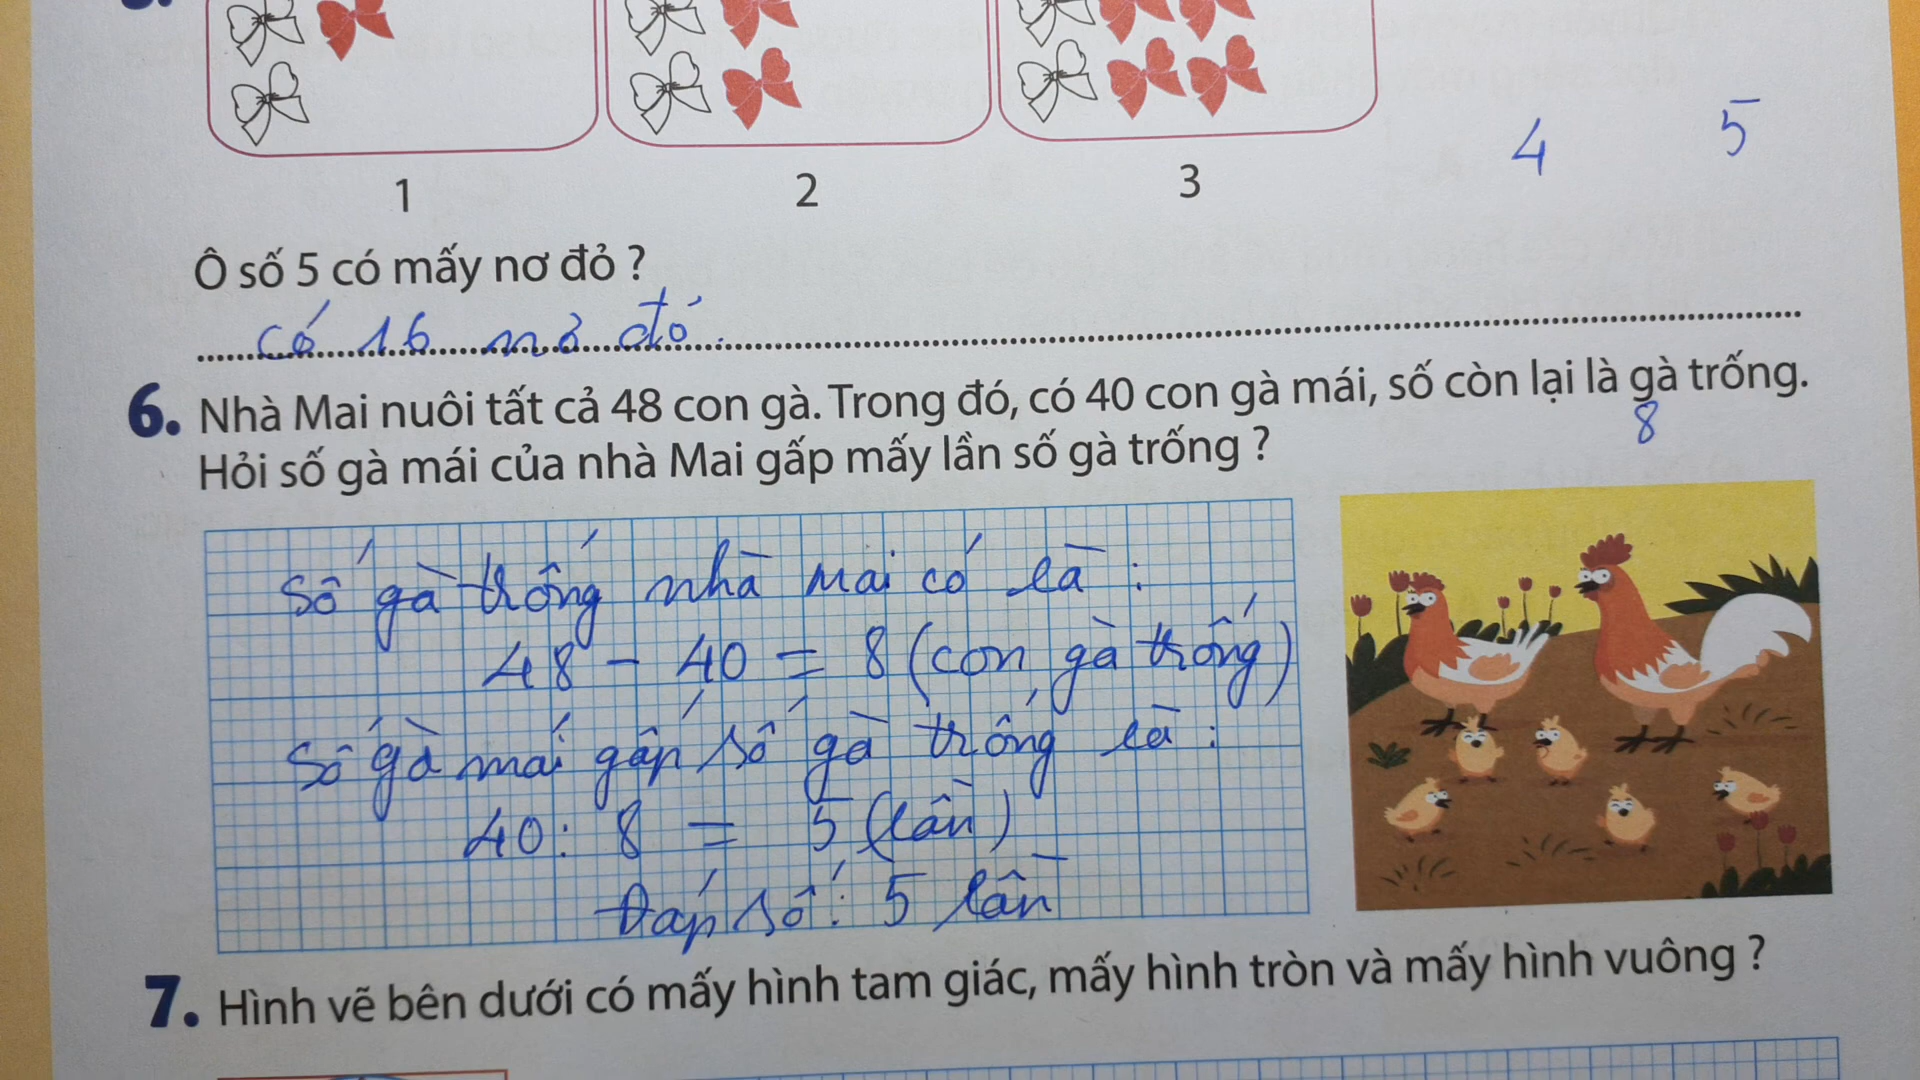 4 5
1 2 3
Ô số 5 có mấy nơ đỏ ?
có 16 nơ đỏ.
6. Nhà Mai nuôi tất cả 48 con gà. Trong đó, có 40 con gà mái, số còn lại là gà trống.
8
Hỏi số gà mái của nhà Mai gấp mấy lần số gà trống ?
Số gà trống nhà Mai có là :
48 - 40 = 8 (con gà trống)
Số gà mái gấp số gà trống là :
40 : 8 = 5 (lần)
Đáp số : 5 lần
7. Hình vẽ bên dưới có mấy hình tam giác, mấy hình tròn và mấy hình vuông ?